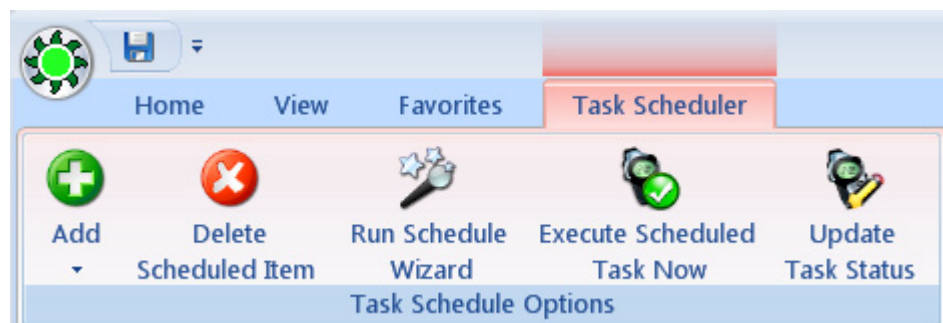 Home View Favorites Task Scheduler
Add Delete Run Schedule Execute Scheduled Update
Scheduled Item Wizard Task Now Task Status
Task Schedule Options